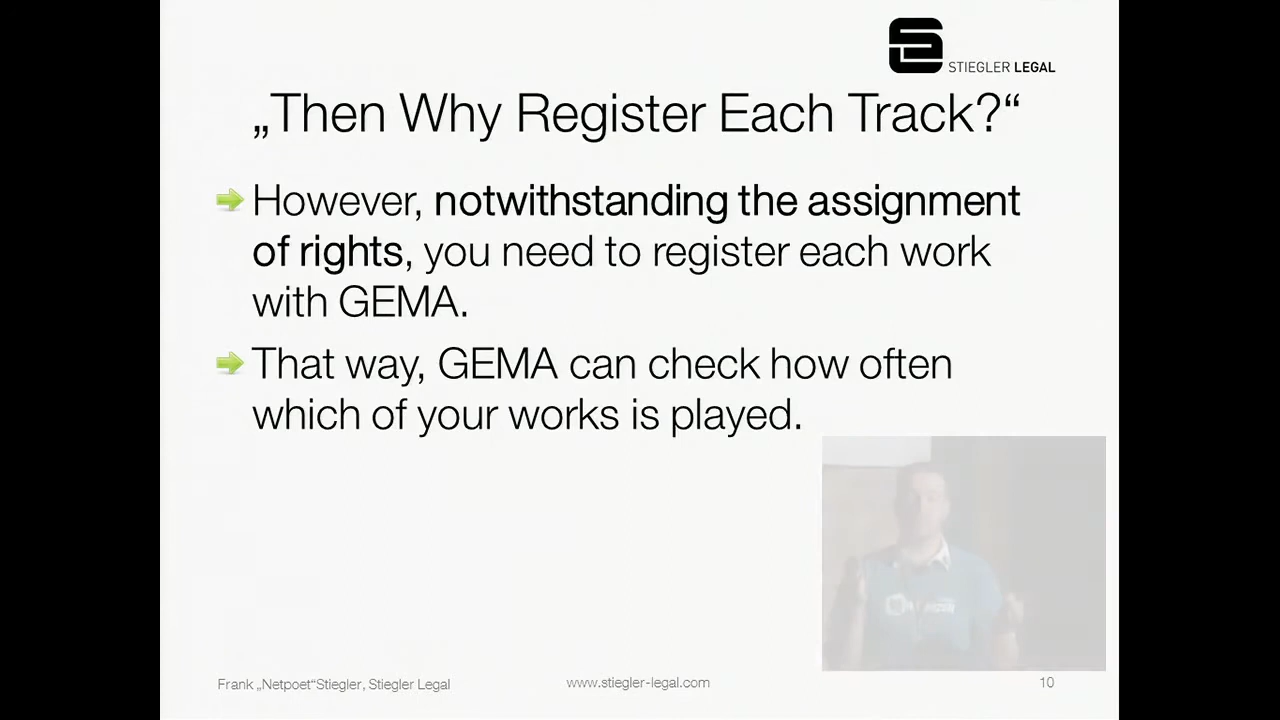 STIEGLER LEGAL
„Then Why Register Each Track?“
However, notwithstanding the assignment
of rights, you need to register each work
with GEMA.
That way, GEMA can check how often
which of your works is played.
Frank „Netpoet“Stiegler, Stiegler Legal
www.stiegler-legal.com
10